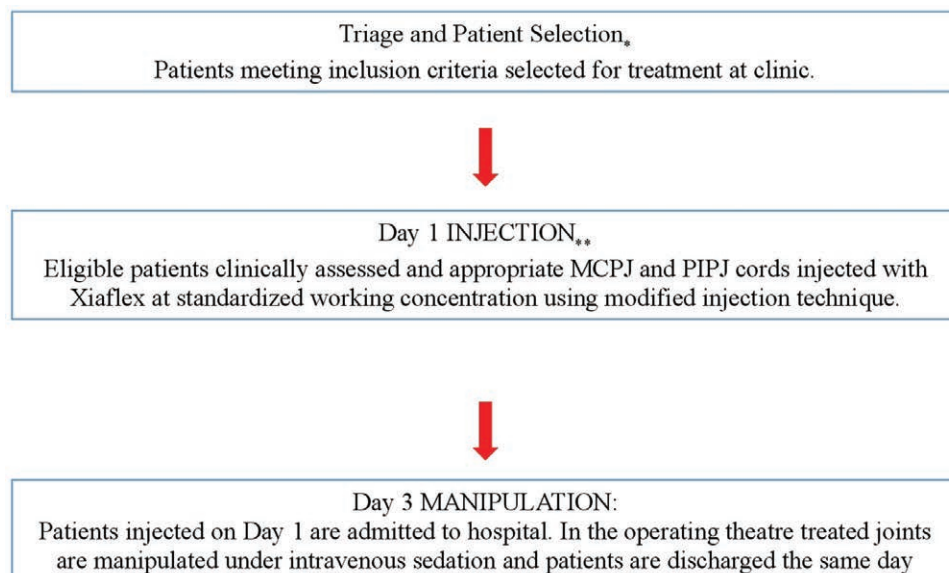 Triage and Patient Selection*
Patients meeting inclusion criteria selected for treatment at clinic.
Day 1 INJECTION**
Eligible patients clinically assessed and appropriate MCPJ and PIPJ cords injected with
Xiaflex at standardized working concentration using modified injection technique.
Day 3 MANIPULATION:
Patients injected on Day 1 are admitted to hospital. In the operating theatre treated joints
are manipulated under intravenous sedation and patients are discharged the same day